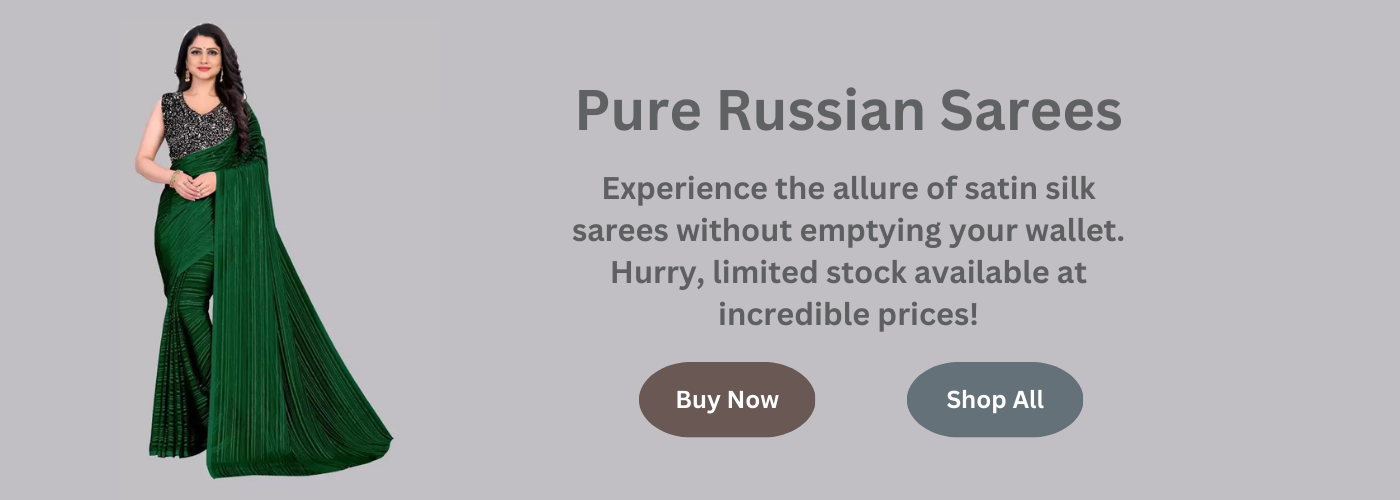 Pure Russian Sarees
Experience the allure of satin silk
sarees without emptying your wallet.
Hurry, limited stock available at
incredible prices!
Buy Now
Shop All